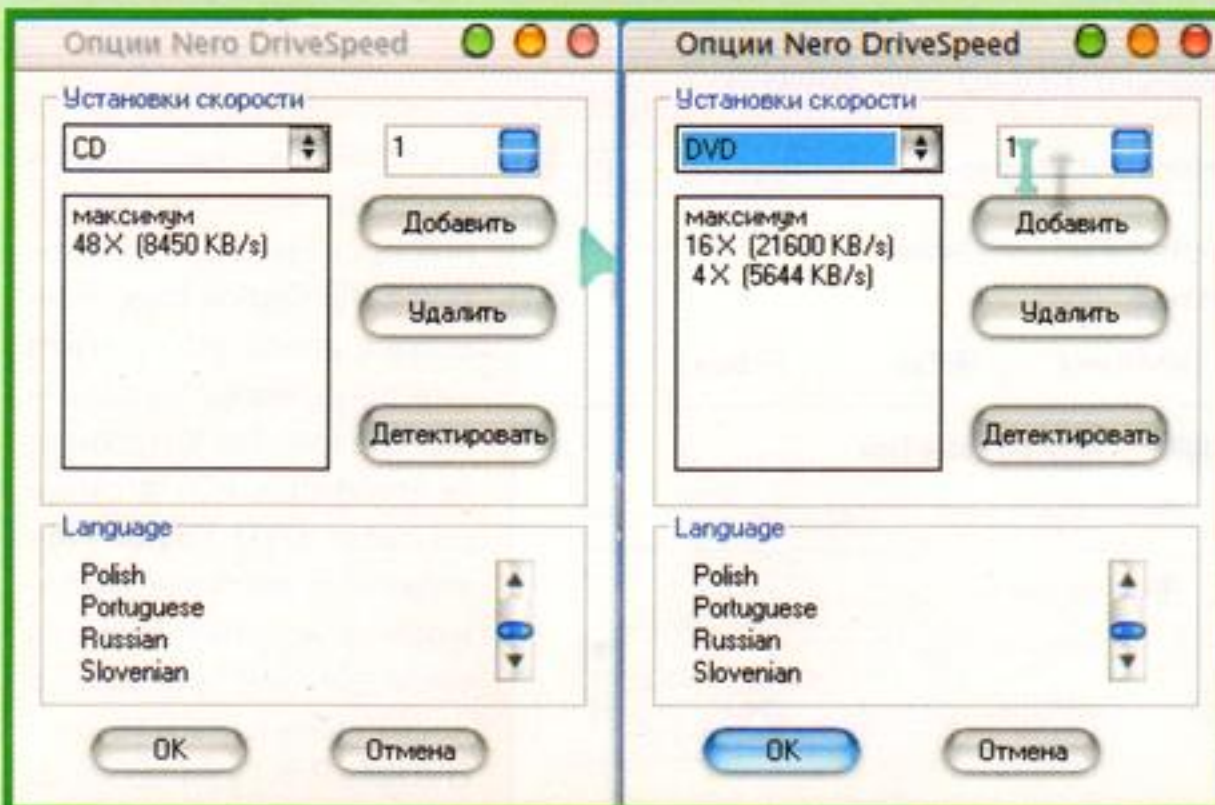 Опции Nero DriveSpeed
Установки скорости
CD
1
максимум
48X (8450 KB/s)
Добавить
Удалить
Детектировать
Language
Polish
Portuguese
Russian
Slovenian
OK
Отмена
Опции Nero DriveSpeed
Установки скорости
DVD
1
максимум
16X (21600 KB/s)
4X (5644 KB/s)
Добавить
Удалить
Детектировать
Language
Polish
Portuguese
Russian
Slovenian
OK
Отмена